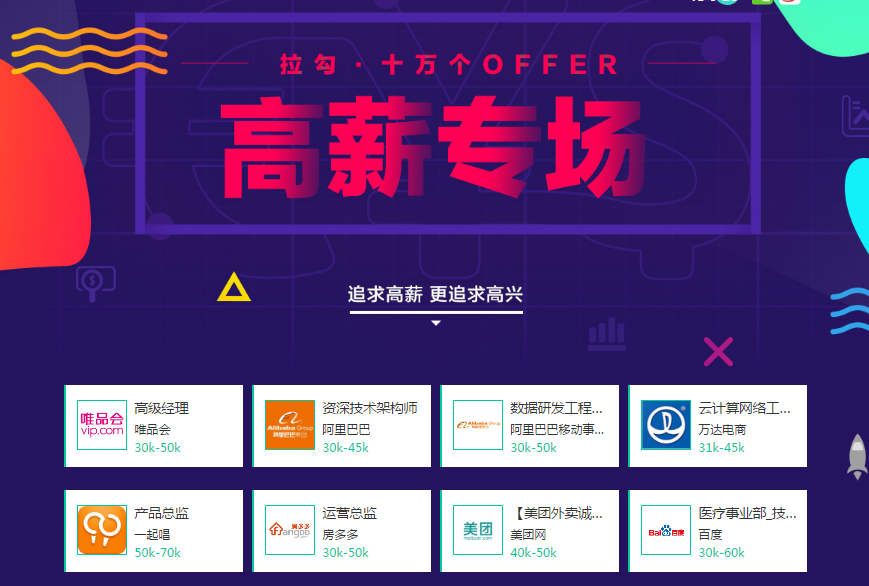 拉勾·十万个OFFER
高薪专场
追求高薪 更追求高兴
唯品会
vip.com
高级经理
唯品会
30k-50k
Alibaba Group
阿里巴巴集团
资深技术架构师
阿里巴巴
30k-45k
Alibaba Group
数据研发工程...
阿里巴巴移动事...
30k-50k
云计算网络工...
万达电商
31k-45k
产品总监
一起唱
50k-70k
房多多
Fangdd
运营总监
房多多
30k-50k
美团
meituan.com
【美团外卖诚...
美团网
40k-50k
Bai百度
医疗事业部_技...
百度
30k-60k